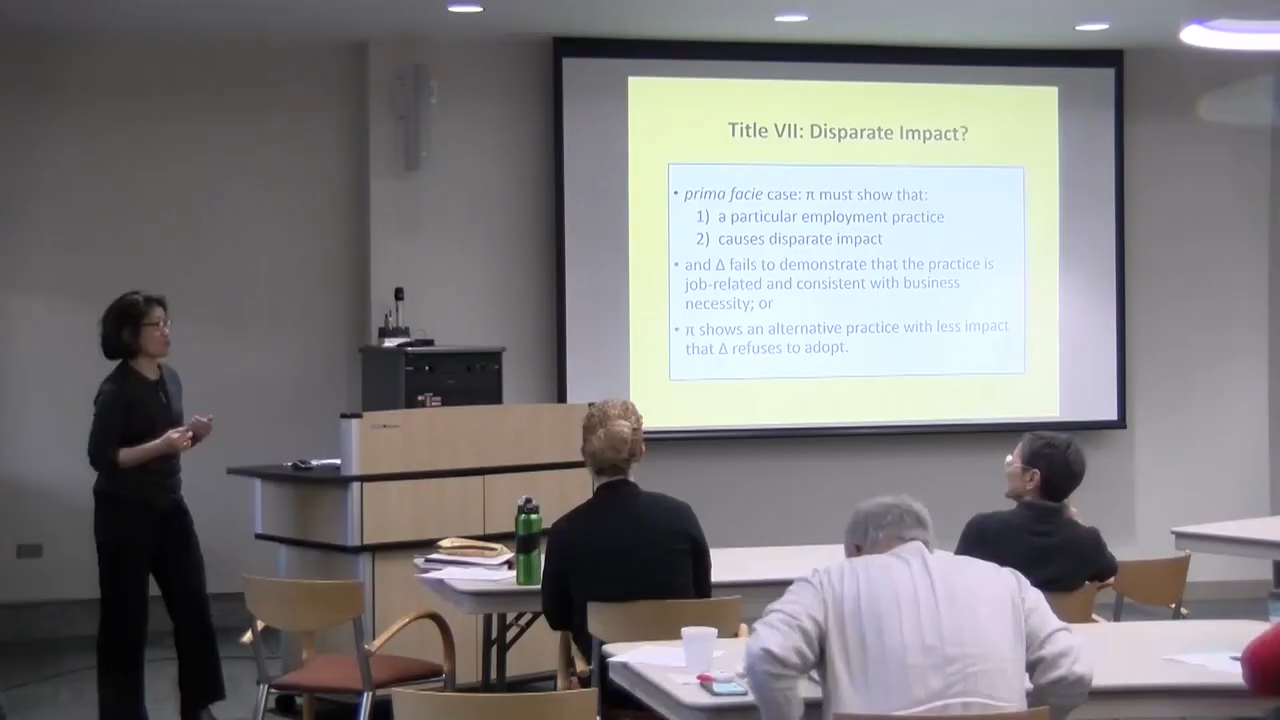 Title VII: Disparate Impact?
• prima facie case: π must show that:
1) a particular employment practice
2) causes disparate impact
• and Δ fails to demonstrate that the practice is
job-related and consistent with business
necessity; or
• π shows an alternative practice with less impact
that Δ refuses to adopt.